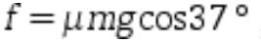 f = μmgcos37 °